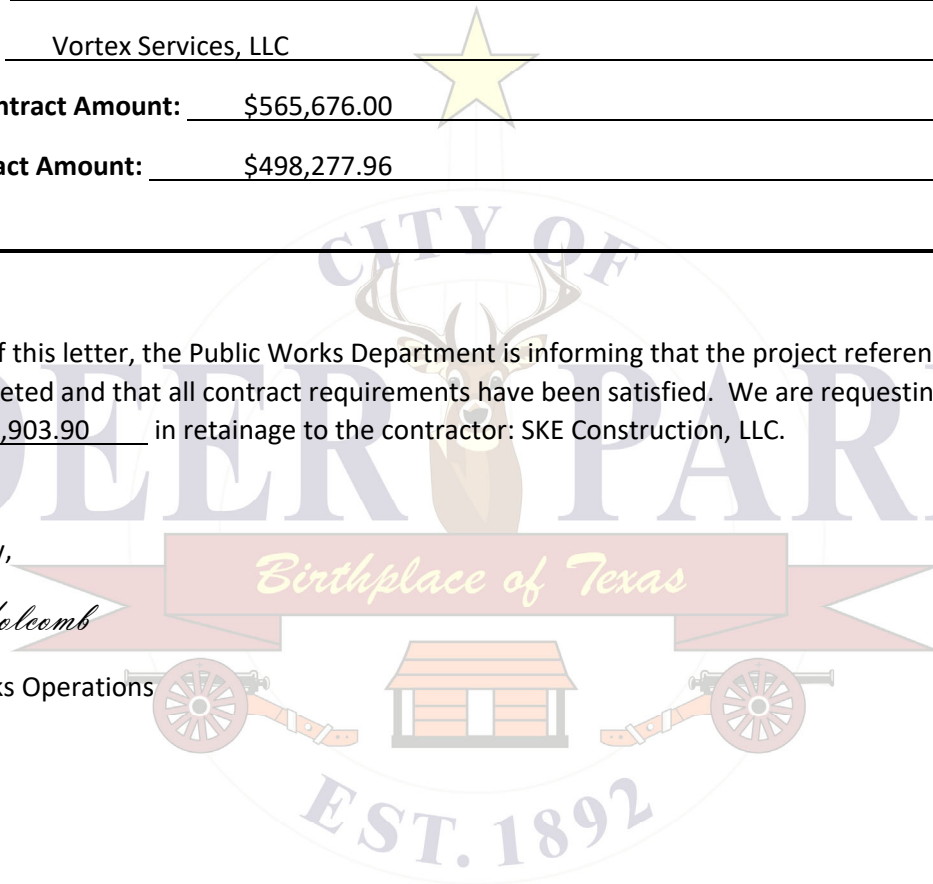 Vortex Services, LLC
ntract Amount: $565,676.00
act Amount: $498,277.96
CITY OF
f this letter, the Public Works Department is informing that the project referen
eted and that all contract requirements have been satisfied. We are requestin
,903.90 in retainage to the contractor: SKE Construction, LLC.
DEER PARK
y,
Birthplace of Texas
olcomb
ks Operations
EST. 1892